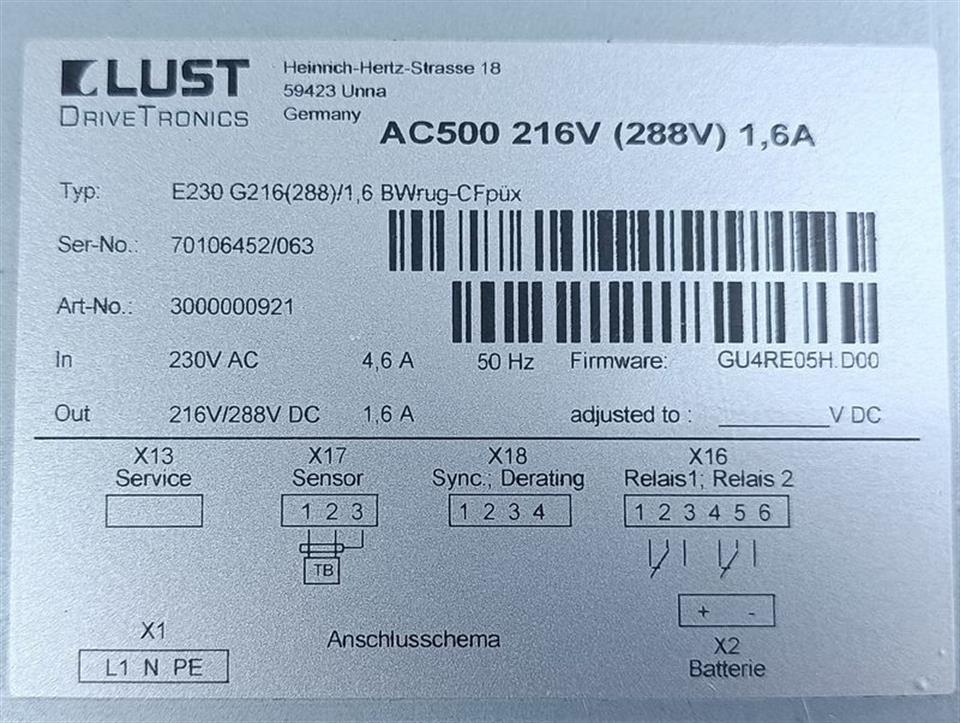 LUST
DRIVETRONICS
Heinrich-Hertz-Strasse 18
59423 Unna
Germany
AC500 216V (288V) 1,6A
Typ: E230 G216(288)/1,6 BWrug-CFpüx
Ser-No.: 70106452/063
Art-No.: 3000000921
In 230V AC 4,6 A 50 Hz Firmware: GU4RE05H.D00
Out 216V/288V DC 1,6 A adjusted to : ________V DC
X13 X17 X18 X16
Service Sensor Sync.; Derating Relais1; Relais 2
1 2 3 1 2 3 4 1 2 3 4 5 6
TB
+ -
X1 Anschlusschema X2
L1 N PE Batterie